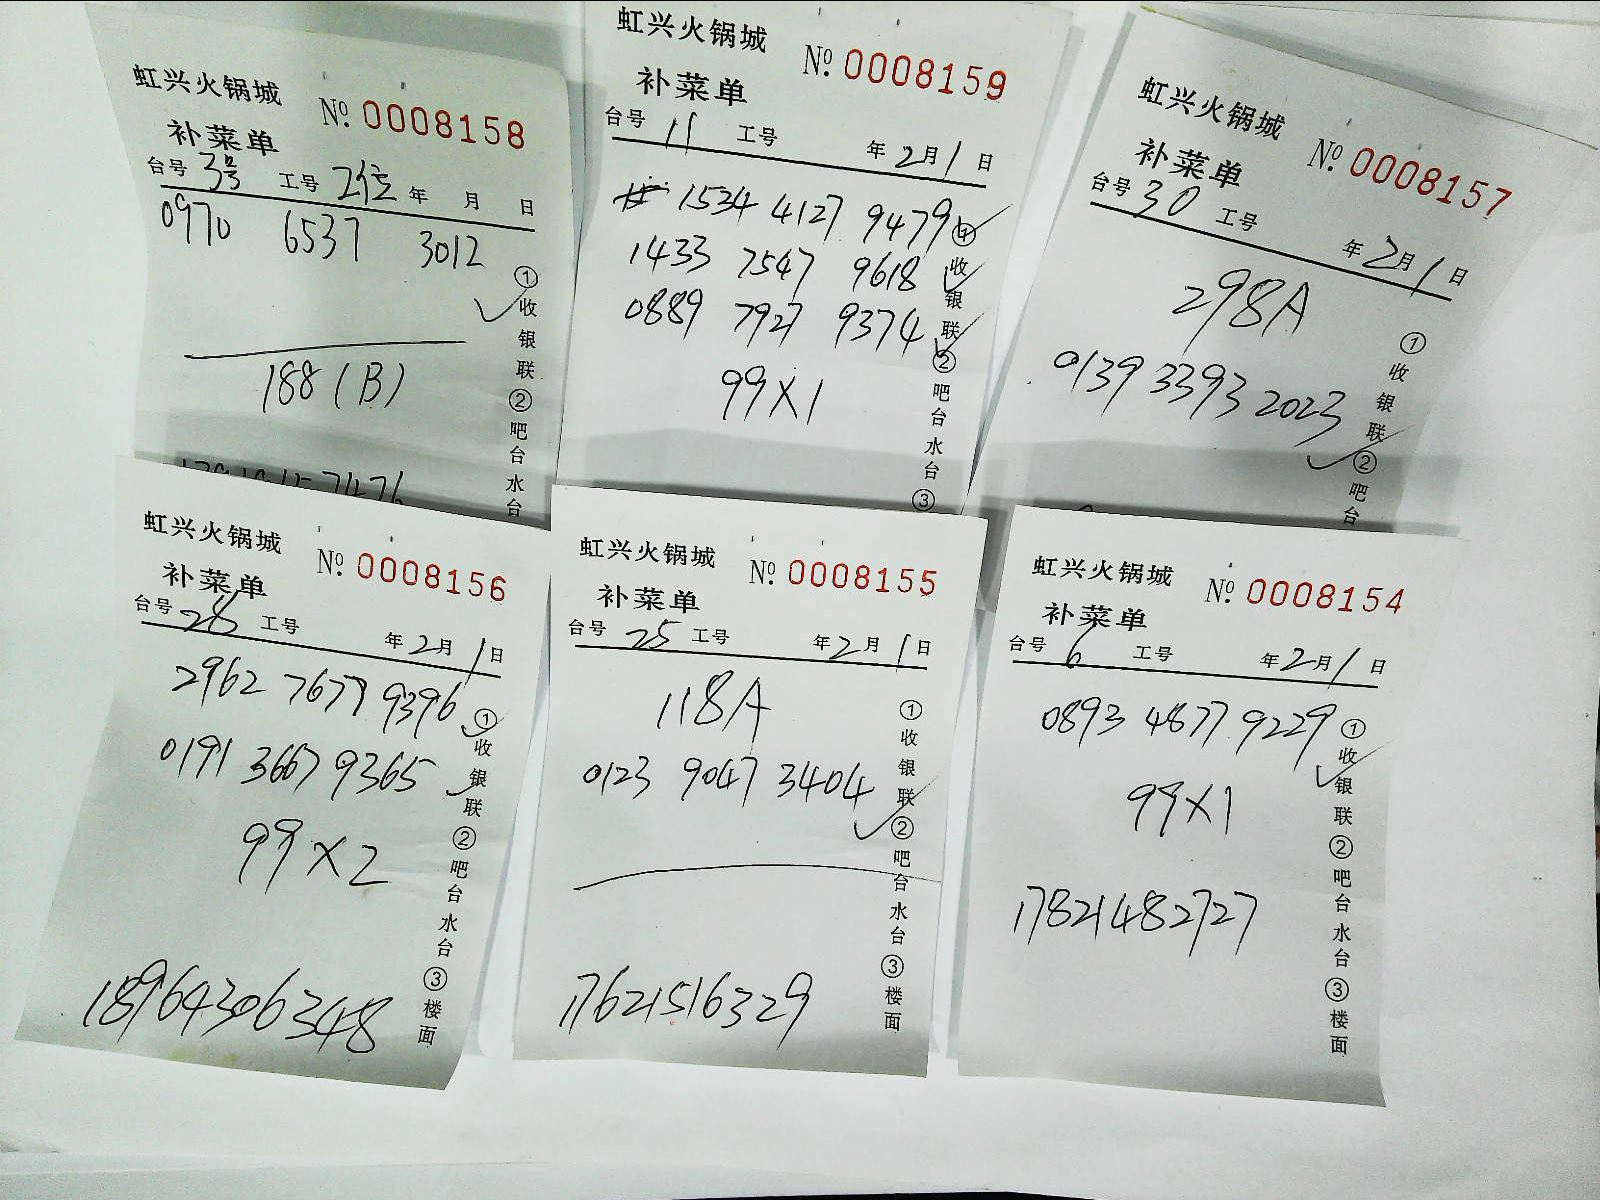 虹兴火锅城
No. 0008158
补菜单
台号 3号 工号 2位 年 月 日
0970 6537 3012
188(B)
①收银联②吧台水台
虹兴火锅城
No. 0008159
补菜单
台号 11 工号 年 2月 1日
1534 4127 9479
1433 7547 9618
0889 7927 9374
99X1
收银联②吧台水台③
虹兴火锅城
No. 0008157
补菜单
台号 30 工号 年 2月 1日
298A
0139 3393 2023
①收银联②吧台
虹兴火锅城
No. 0008156
补菜单
台号 26 工号 年 2月 1日
2962 7677 9396
0191 3667 9365
99X2
18964306348
①收银联②吧台水台③楼面
虹兴火锅城
No. 0008155
补菜单
台号 25 工号 年 2月 1日
118A
0123 9047 3404
17621516329
①收银联②吧台水台③楼面
虹兴火锅城
No. 0008154
补菜单
台号 6 工号 年 2月 1日
0893 4877 9229
99X1
17821482727
①收银联②吧台水台③楼面